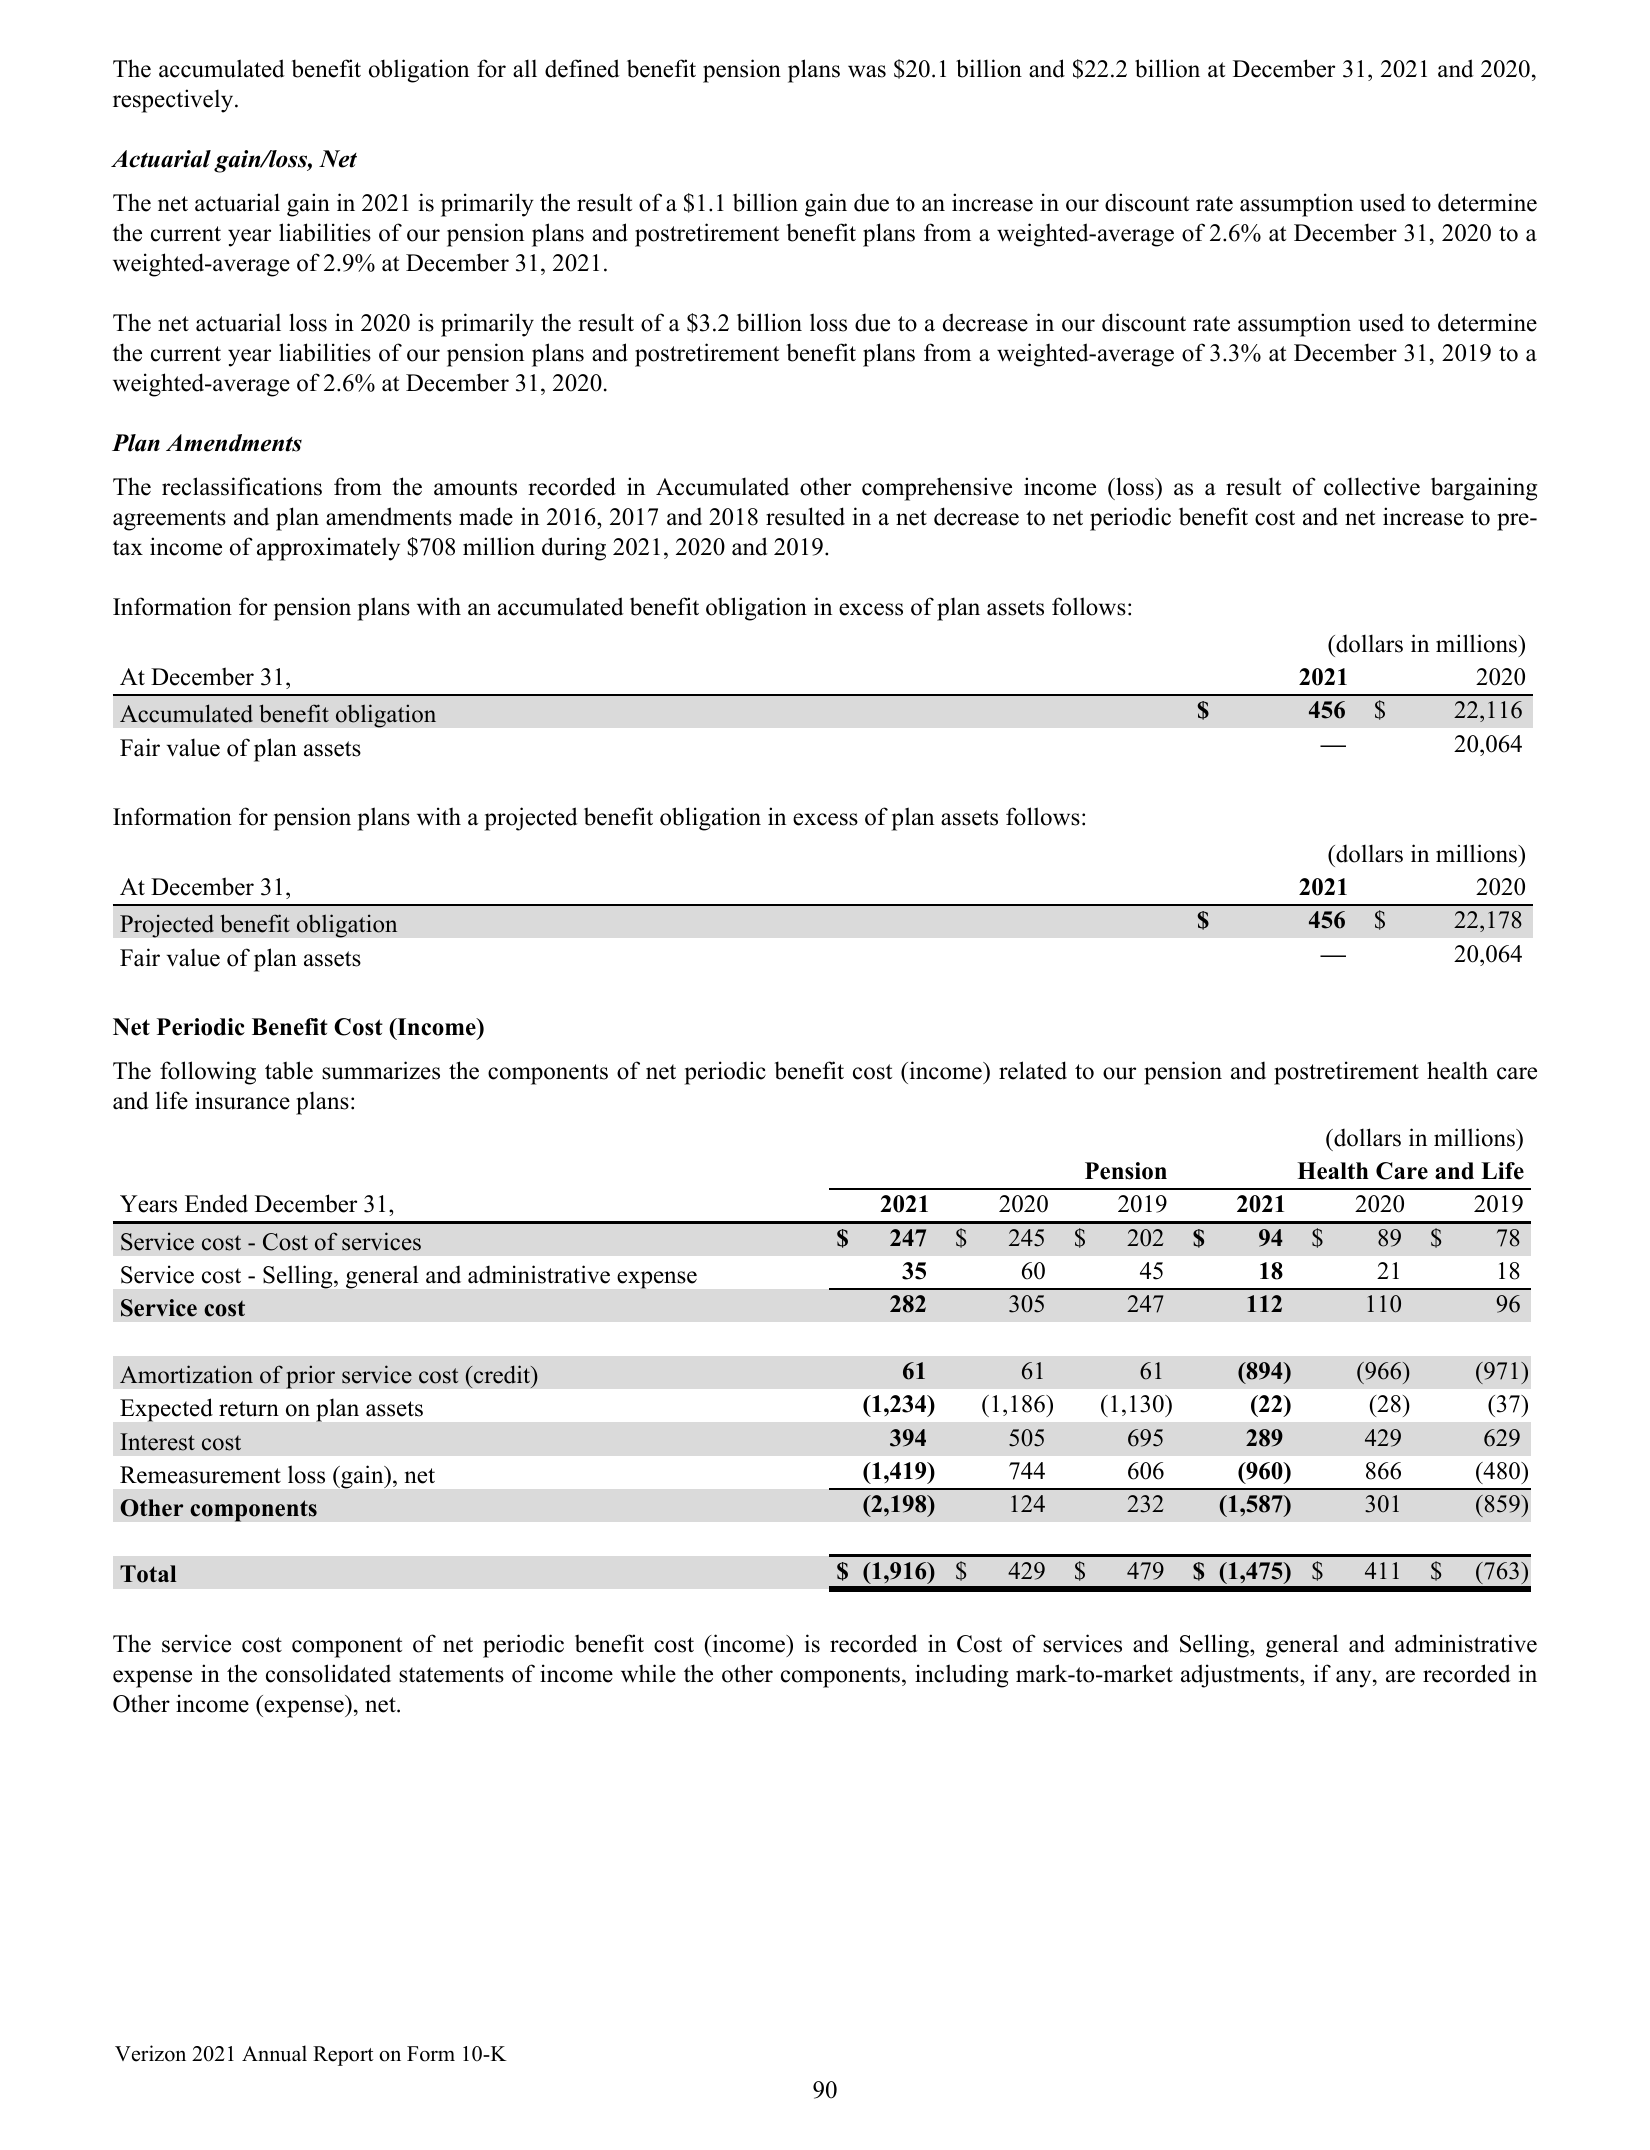 The accumulated benefit obligation for all defined benefit pension plans was $20.1 billion and $22.2 billion at December 31, 2021 and 2020,
respectively.
Actuarial gain/loss, Net
The net actuarial gain in 2021 is primarily the result of a $1.1 billion gain due to an increase in our discount rate assumption used to determine
the current year liabilities of our pension plans and postretirement benefit plans from a weighted-average of 2.6% at December 31, 2020 to a
weighted-average of 2.9% at December 31, 2021.
The net actuarial loss in 2020 is primarily the result of a $3.2 billion loss due to a decrease in our discount rate assumption used to determine
the current year liabilities of our pension plans and postretirement benefit plans from a weighted-average of 3.3% at December 31, 2019 to a
weighted-average of 2.6% at December 31, 2020.
Plan Amendments
The reclassifications from the amounts recorded in Accumulated other comprehensive income (loss) as a result of collective bargaining
agreements and plan amendments made in 2016, 2017 and 2018 resulted in a net decrease to net periodic benefit cost and net increase to pre-
tax income of approximately $708 million during 2021, 2020 and 2019.
Information for pension plans with an accumulated benefit obligation in excess of plan assets follows:
(dollars in millions)
At December 31, 2021 2020
Accumulated benefit obligation $ 456 $ 22,116
Fair value of plan assets — 20,064
Information for pension plans with a projected benefit obligation in excess of plan assets follows:
(dollars in millions)
At December 31, 2021 2020
Projected benefit obligation $ 456 $ 22,178
Fair value of plan assets — 20,064
Net Periodic Benefit Cost (Income)
The following table summarizes the components of net periodic benefit cost (income) related to our pension and postretirement health care
and life insurance plans:
(dollars in millions)
Pension Health Care and Life
Years Ended December 31, 2021 2020 2019 2021 2020 2019
Service cost - Cost of services $ 247 $ 245 $ 202 $ 94 $ 89 $ 78
Service cost - Selling, general and administrative expense 35 60 45 18 21 18
Service cost 282 305 247 112 110 96
Amortization of prior service cost (credit) 61 61 61 (894) (966) (971)
Expected return on plan assets (1,234) (1,186) (1,130) (22) (28) (37)
Interest cost 394 505 695 289 429 629
Remeasurement loss (gain), net (1,419) 744 606 (960) 866 (480)
Other components (2,198) 124 232 (1,587) 301 (859)
Total $ (1,916) $ 429 $ 479 $ (1,475) $ 411 $ (763)
The service cost component of net periodic benefit cost (income) is recorded in Cost of services and Selling, general and administrative
expense in the consolidated statements of income while the other components, including mark-to-market adjustments, if any, are recorded in
Other income (expense), net.
Verizon 2021 Annual Report on Form 10-K
90